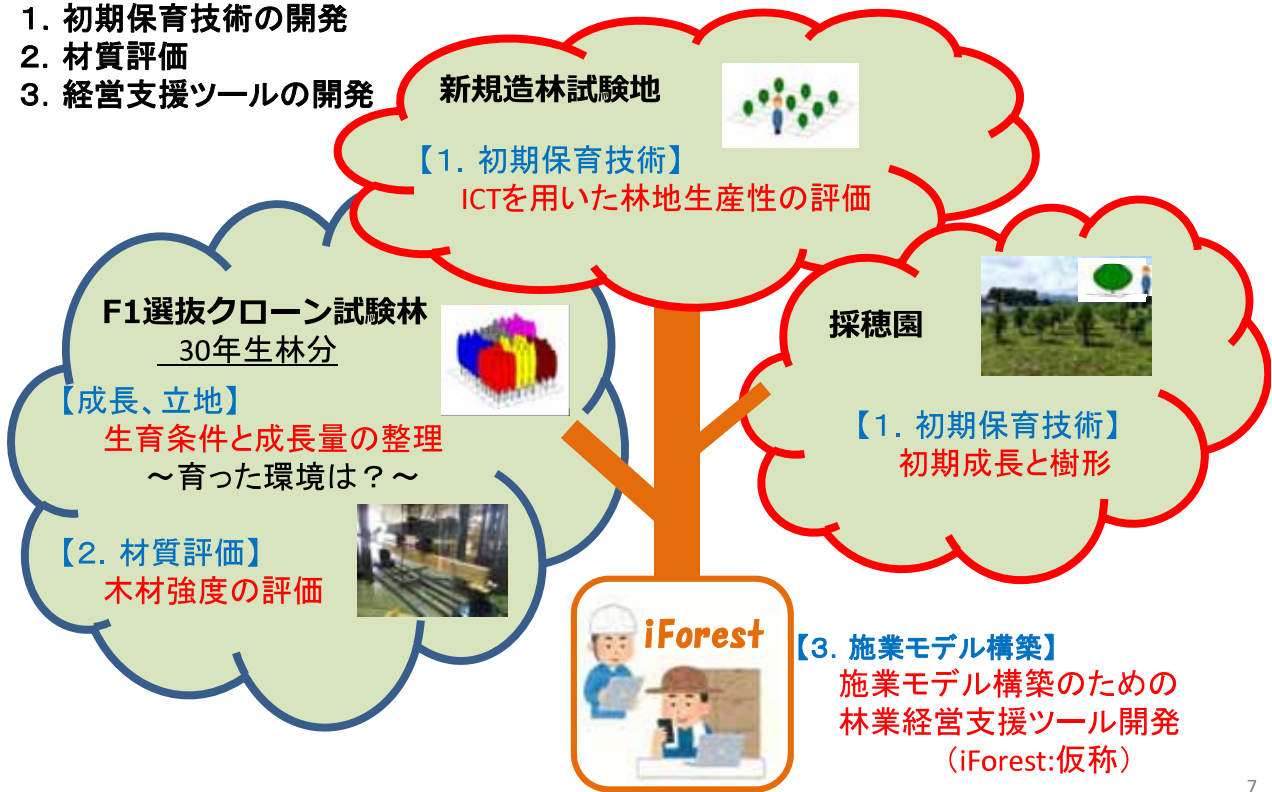 1. 初期保育技術の開発
2. 材質評価
3. 経営支援ツールの開発
新規造林試験地
【1. 初期保育技術】
ICTを用いた林地生産性の評価
F1選抜クローン試験林
30年生林分
【成長、立地】
生育条件と成長量の整理
～育った環境は？～
【2. 材質評価】
木材強度の評価
採穂園
【1. 初期保育技術】
初期成長と樹形
iForest
【3. 施業モデル構築】
施業モデル構築のための
林業経営支援ツール開発
（iForest:仮称）
7